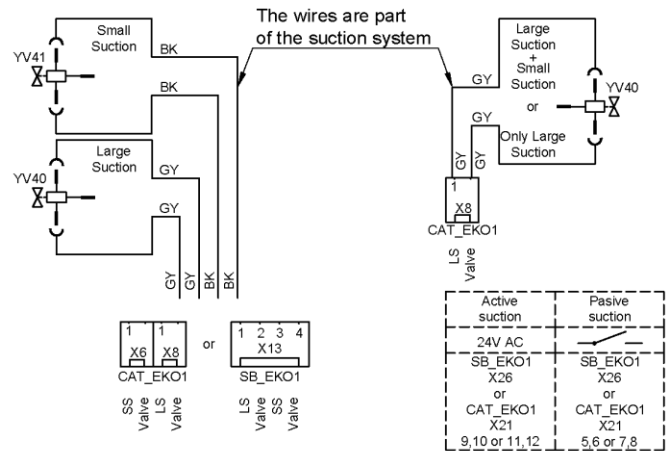 The wires are part
of the suction system
Small
Suction
BK
YV41
BK
Large
Suction
GY
YV40
GY
GY
GY
BK
BK
Large
Suction
+
Small
Suction
or
Only Large
Suction
YV40
GY
GY
GY
GY
1
X8
CAT_EKO1
LS
Valve
1
1
X6
X8
CAT_EKO1
SS
Valve
LS
Valve
or
1 2 3 4
X13
SB_EKO1
LS
Valve
SS
Valve
Active
suction
Pasive
suction
24V AC
SB_EKO1
X26
or
CAT_EKO1
X21
9,10 or 11,12
SB_EKO1
X26
or
CAT_EKO1
X21
5,6 or 7,8